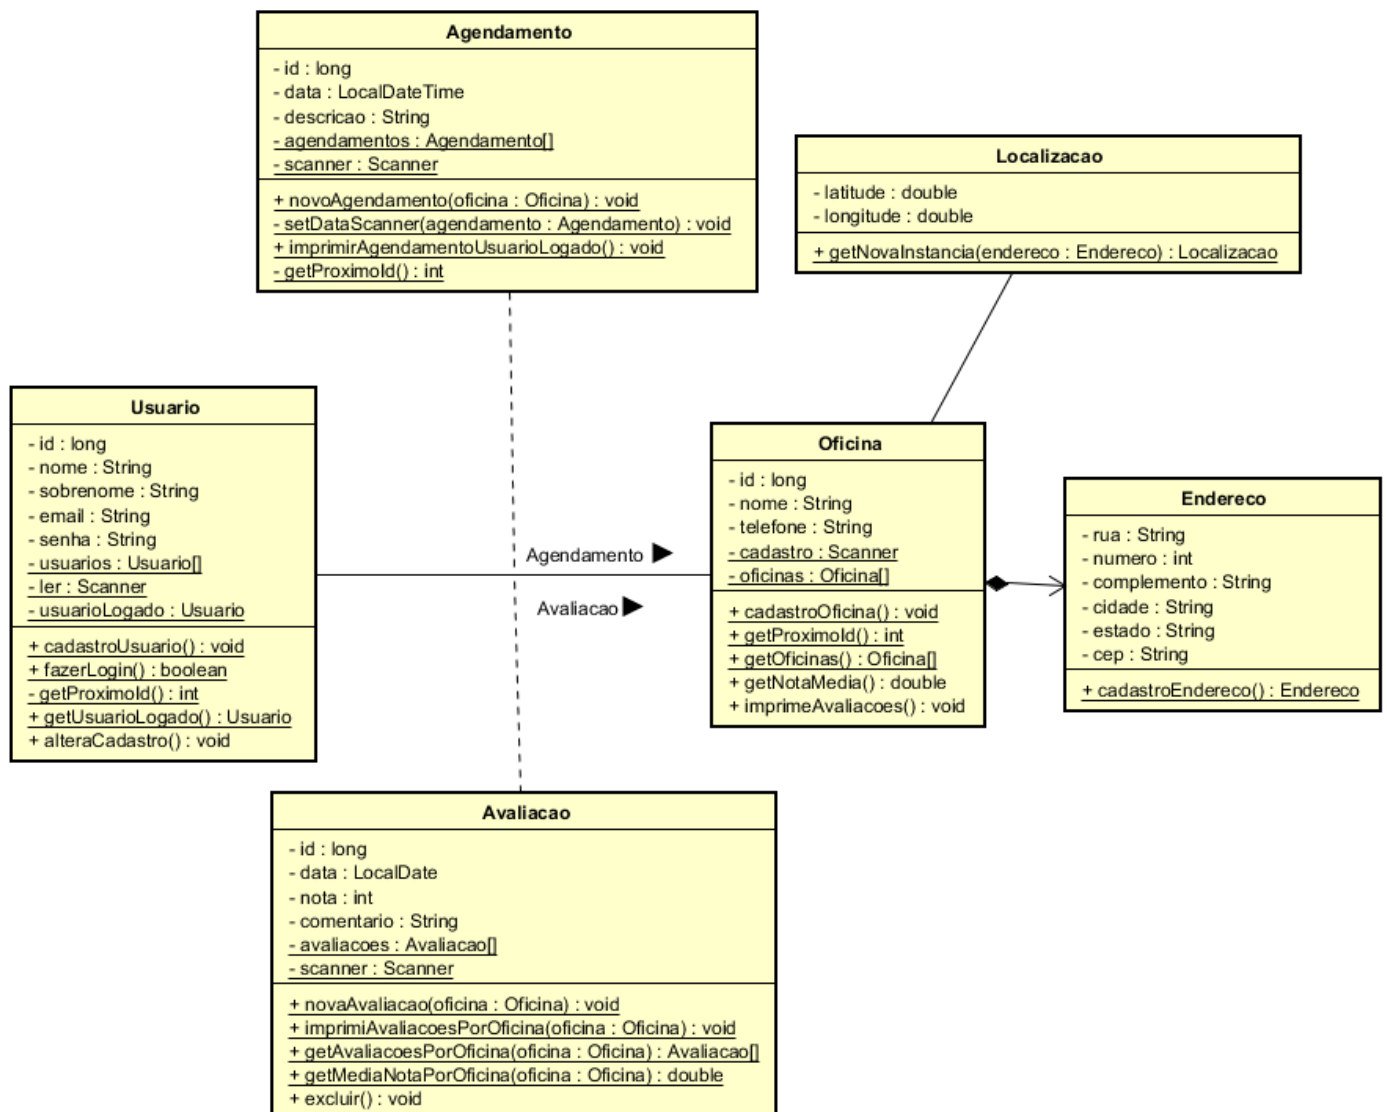 Agendamento
- id : long
- data : LocalDateTime
- descricao : String
- agendamentos : Agendamento[]
- scanner : Scanner
+ novoAgendamento(oficina : Oficina) : void
- setDataScanner(agendamento : Agendamento) : void
+ imprimirAgendamentoUsuarioLogado() : void
- getProximoId() : int
Localizacao
- latitude : double
- longitude : double
+ getNovaInstancia(endereco : Endereco) : Localizacao
Usuario
- id : long
- nome : String
- sobrenome : String
- email : String
- senha : String
- usuarios : Usuario[]
- ler : Scanner
- usuarioLogado : Usuario
+ cadastroUsuario() : void
+ fazerLogin() : boolean
- getProximoId() : int
+ getUsuarioLogado() : Usuario
+ alteraCadastro() : void
Agendamento ▶
Avaliacao ▶
Oficina
- id : long
- nome : String
- telefone : String
- cadastro : Scanner
- oficinas : Oficina[]
+ cadastroOficina() : void
+ getProximoId() : int
+ getOficinas() : Oficina[]
+ getNotaMedia() : double
+ imprimeAvaliacoes() : void
Endereco
- rua : String
- numero : int
- complemento : String
- cidade : String
- estado : String
- cep : String
+ cadastroEndereco() : Endereco
Avaliacao
- id : long
- data : LocalDate
- nota : int
- comentario : String
- avaliacoes : Avaliacao[]
- scanner : Scanner
+ novaAvaliacao(oficina : Oficina) : void
+ imprimiAvaliacoesPorOficina(oficina : Oficina) : void
+ getAvaliacoesPorOficina(oficina : Oficina) : Avaliacao[]
+ getMediaNotaPorOficina(oficina : Oficina) : double
+ excluir() : void